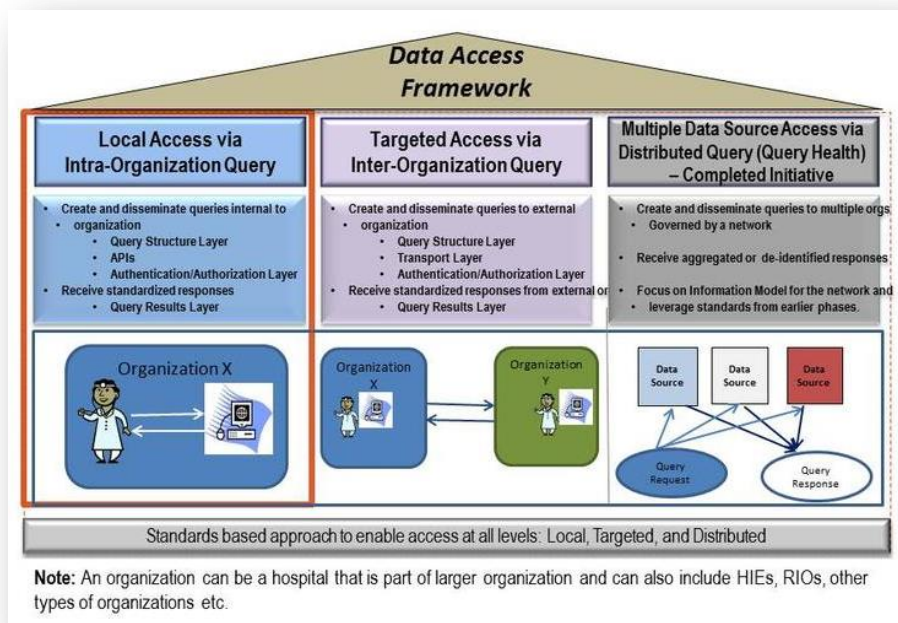 Data Access
Framework
Local Access via
Intra-Organization Query
Targeted Access via
Inter-Organization Query
Multiple Data Source Access via
Distributed Query (Query Health)
– Completed Initiative
• Create and disseminate queries internal to
• organization
• Query Structure Layer
• APIs
• Authentication/Authorization Layer
• Receive standardized responses
• Query Results Layer
• Create and disseminate queries to external
• organization
• Query Structure Layer
• Transport Layer
• Authentication/Authorization Layer
• Receive standardized responses from external or
• Query Results Layer
• Create and disseminate queries to multiple orgs
• Governed by a network
• Receive aggregated or de-identified responses
• Focus on Information Model for the network and
• leverage standards from earlier phases.
Organization X
Organization
X
Organization
Y
Data
Source
Data
Source
Data
Source
Query
Request
Query
Response
Standards based approach to enable access at all levels: Local, Targeted, and Distributed
Note: An organization can be a hospital that is part of larger organization and can also include HIEs, RIOs, other
types of organizations etc.